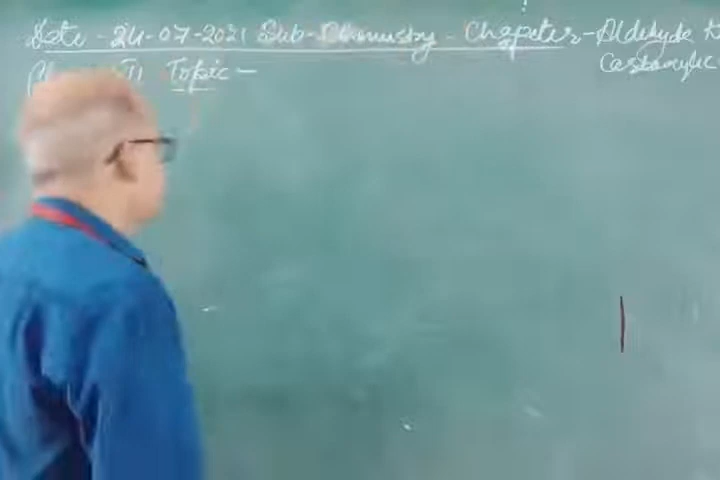 Date - 24-07-2021 Sub-Chemistry - Chapter - Aldehyde
Topic - Carboxylic